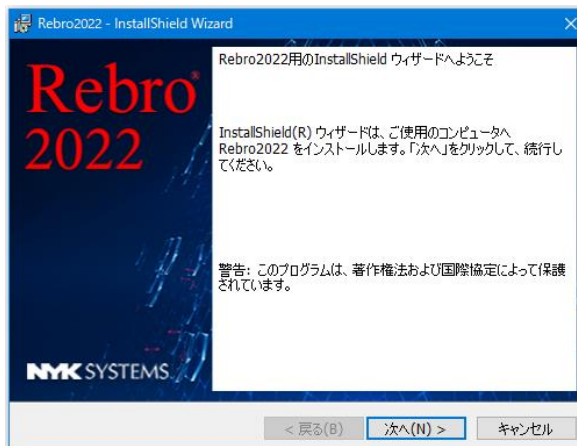 Rebro2022 - InstallShield Wizard
Rebro®
2022
NYK SYSTEMS
Rebro2022用のInstallShield ウィザードへようこそ
InstallShield(R) ウィザードは、ご使用のコンピュータへ
Rebro2022 をインストールします。「次へ」をクリックして、続行し
てください。
警告: このプログラムは、著作権法および国際協定によって保護
されています。
< 戻る(B)
次へ(N) >
キャンセル